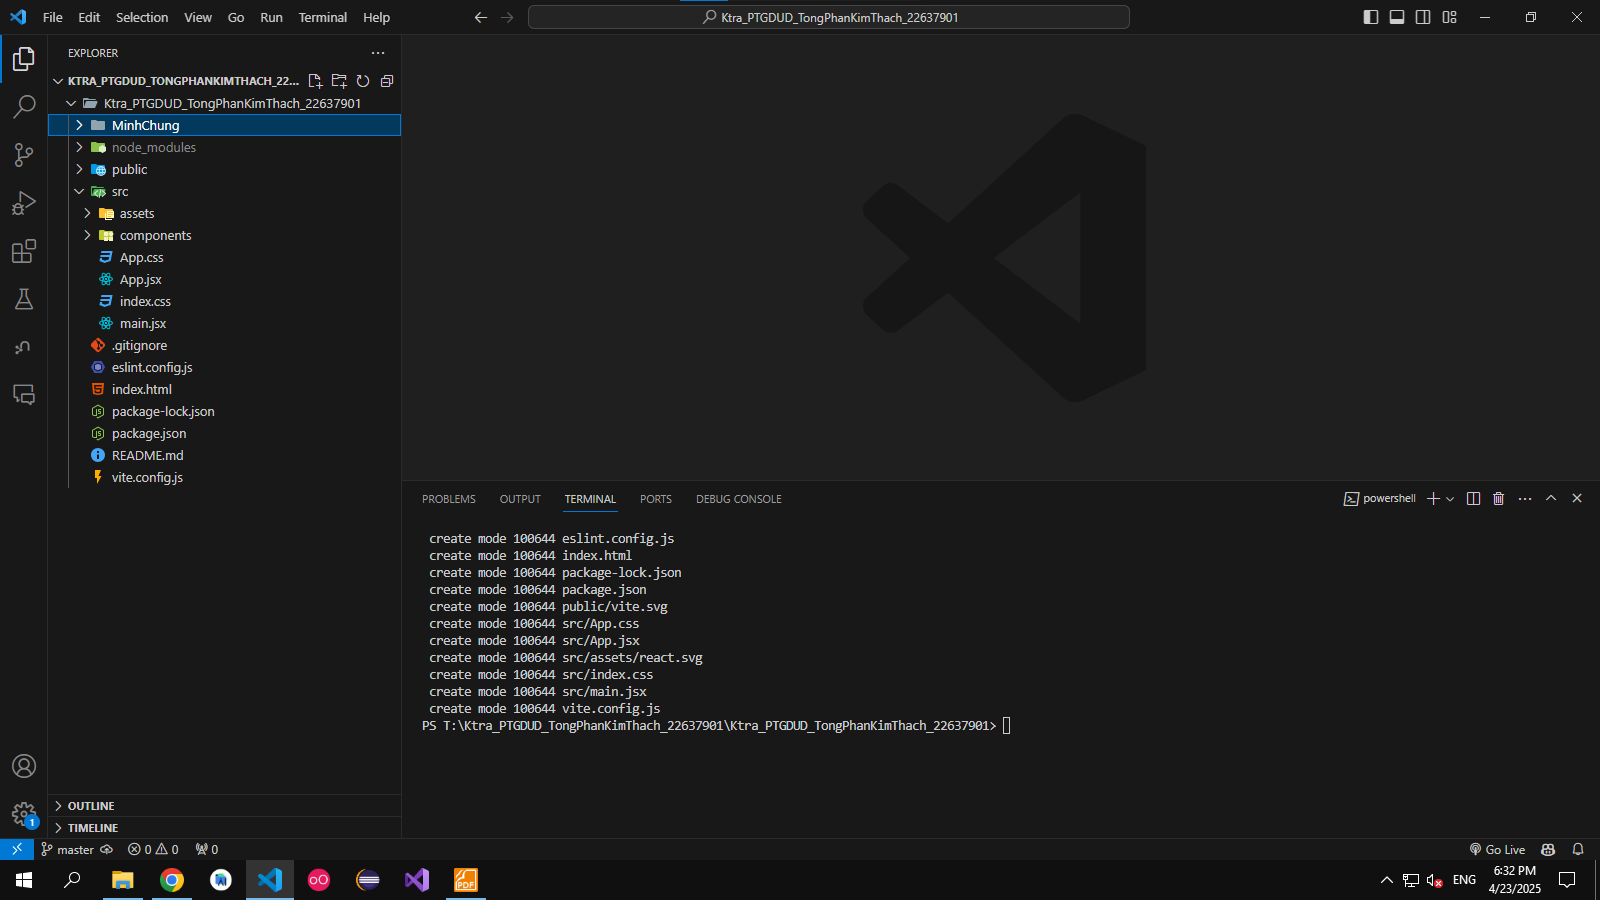 File Edit Selection View Go Run Terminal Help
Ktra_PTGDUD_TongPhanKimThach_22637901
EXPLORER
KTRA_PTGDUD_TONGPHANKIMTHACH_22...
Ktra_PTGDUD_TongPhanKimThach_22637901
MinhChung
node_modules
public
src
assets
components
App.css
App.jsx
index.css
main.jsx
.gitignore
eslint.config.js
index.html
package-lock.json
package.json
README.md
vite.config.js
OUTLINE
TIMELINE
PROBLEMS OUTPUT TERMINAL PORTS DEBUG CONSOLE
powershell
create mode 100644 eslint.config.js
create mode 100644 index.html
create mode 100644 package-lock.json
create mode 100644 package.json
create mode 100644 public/vite.svg
create mode 100644 src/App.css
create mode 100644 src/App.jsx
create mode 100644 src/assets/react.svg
create mode 100644 src/index.css
create mode 100644 src/main.jsx
create mode 100644 vite.config.js
PS T:\Ktra_PTGDUD_TongPhanKimThach_22637901\Ktra_PTGDUD_TongPhanKimThach_22637901>
1
master 0 0 0
Go Live
PDF
ENG
6:32 PM
4/23/2025